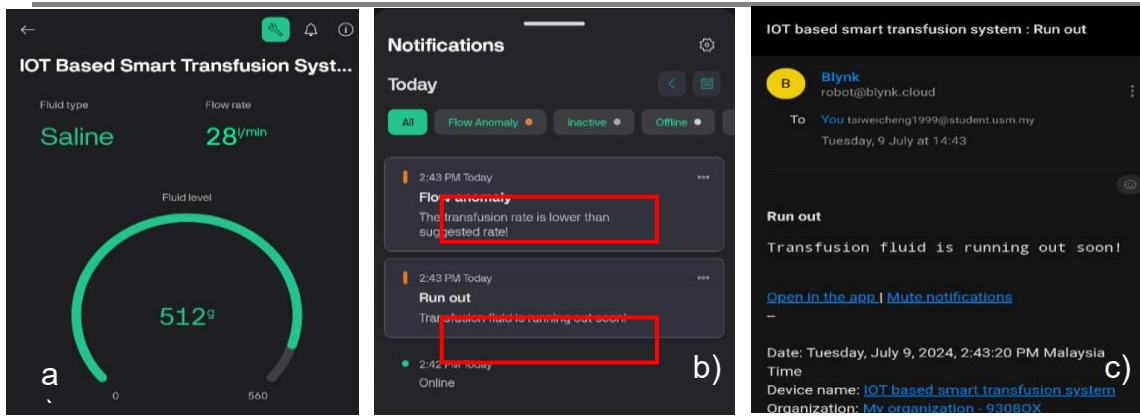 IOT Based Smart Transfusion Syst...
Fluid type
Flow rate
Saline
28 l/min
Fluid level
512g
0
560
a
Notifications
Today
All
Flow Anomaly
Inactive
Offline
2:43 PM Today
Flow anomaly
The transfusion rate is lower than
suggested rate!
2:43 PM Today
Run out
Transfusion fluid is running out soon!
2:42 PM Today
Online
b)
IOT based smart transfusion system : Run out
B
Blynk
robot@blynk.cloud
To
You taiweicheng1999@student.usm.my
Tuesday, 9 July at 14:43
Run out
Transfusion fluid is running out soon!
Open in the app | Mute notifications
–
Date: Tuesday, July 9, 2024, 2:43:20 PM Malaysia
Time
Device name: IOT based smart transfusion system
Organization: My organization - 9308OX
c)